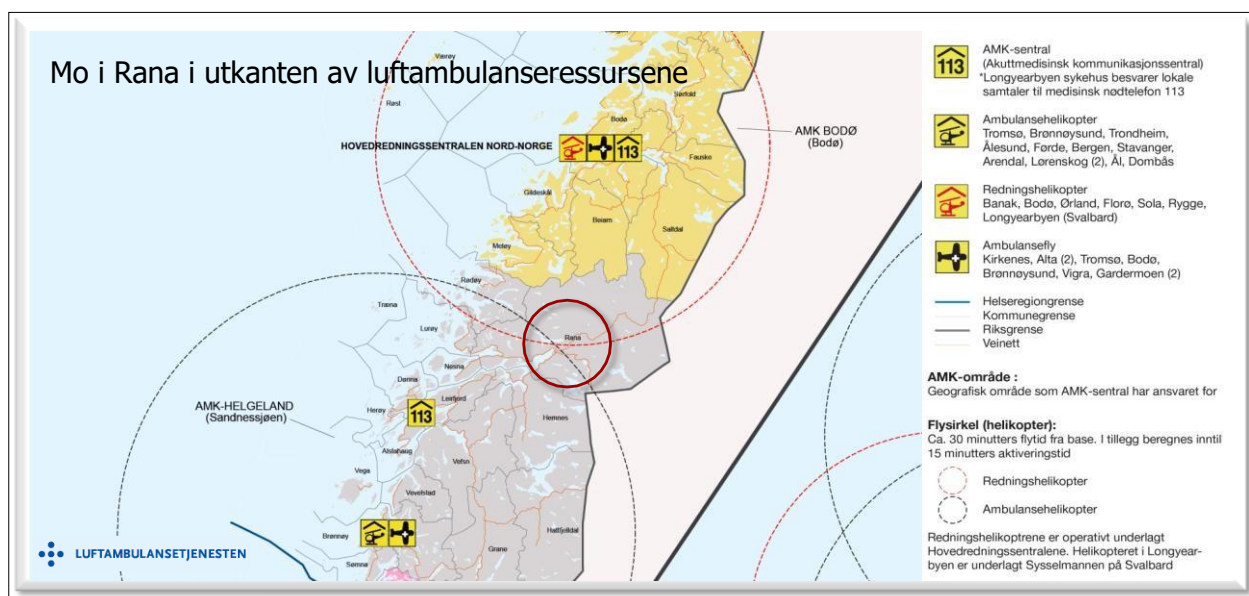 Mo i Rana i utkanten av luftambulanseressursene
Værøy
Røst
Sørfold
Bodø
HOVEDREDNINGSSENTRALEN NORD-NORGE
113
AMK BODØ
(Bodø)
Fauske
Gildeskål
Beiarn
Saltdal
Meløy
Rødøy
Træna
Lurøy
Rana
Nesna
Dønna
Leirfjord
AMK-HELGELAND
(Sandnessjøen)
Herøy
113
Hemnes
Alstahaug
Vefsn
Vega
Vevelstad
Hattfjelldal
Brønnøy
Grane
Sømna
LUFTAMBULANSETJENESTEN
113
AMK-sentral
(Akuttmedisinsk kommunikasjonssentral)
*Longyearbyen sykehus besvarer lokale
samtaler til medisinsk nødtelefon 113
Ambulansehelikopter
Tromsø, Brønnøysund, Trondheim,
Ålesund, Førde, Bergen, Stavanger,
Arendal, Lørenskog (2), Ål, Dombås
Redningshelikopter
Banak, Bodø, Ørland, Florø, Sola, Rygge,
Longyearbyen (Svalbard)
Ambulansefly
Kirkenes, Alta (2), Tromsø, Bodø,
Brønnøysund, Vigra, Gardermoen (2)
Helseregiongrense
Kommunegrense
Riksgrense
Veinett
AMK-område :
Geografisk område som AMK-sentral har ansvaret for
Flysirkel (helikopter):
Ca. 30 minutters flytid fra base. I tillegg beregnes inntil
15 minutters aktiveringstid
Redningshelikopter
Ambulansehelikopter
Redningshelikoptrene er operativt underlagt
Hovedredningssentralene. Helikopteret i Longyear-
byen er underlagt Sysselmannen på Svalbard